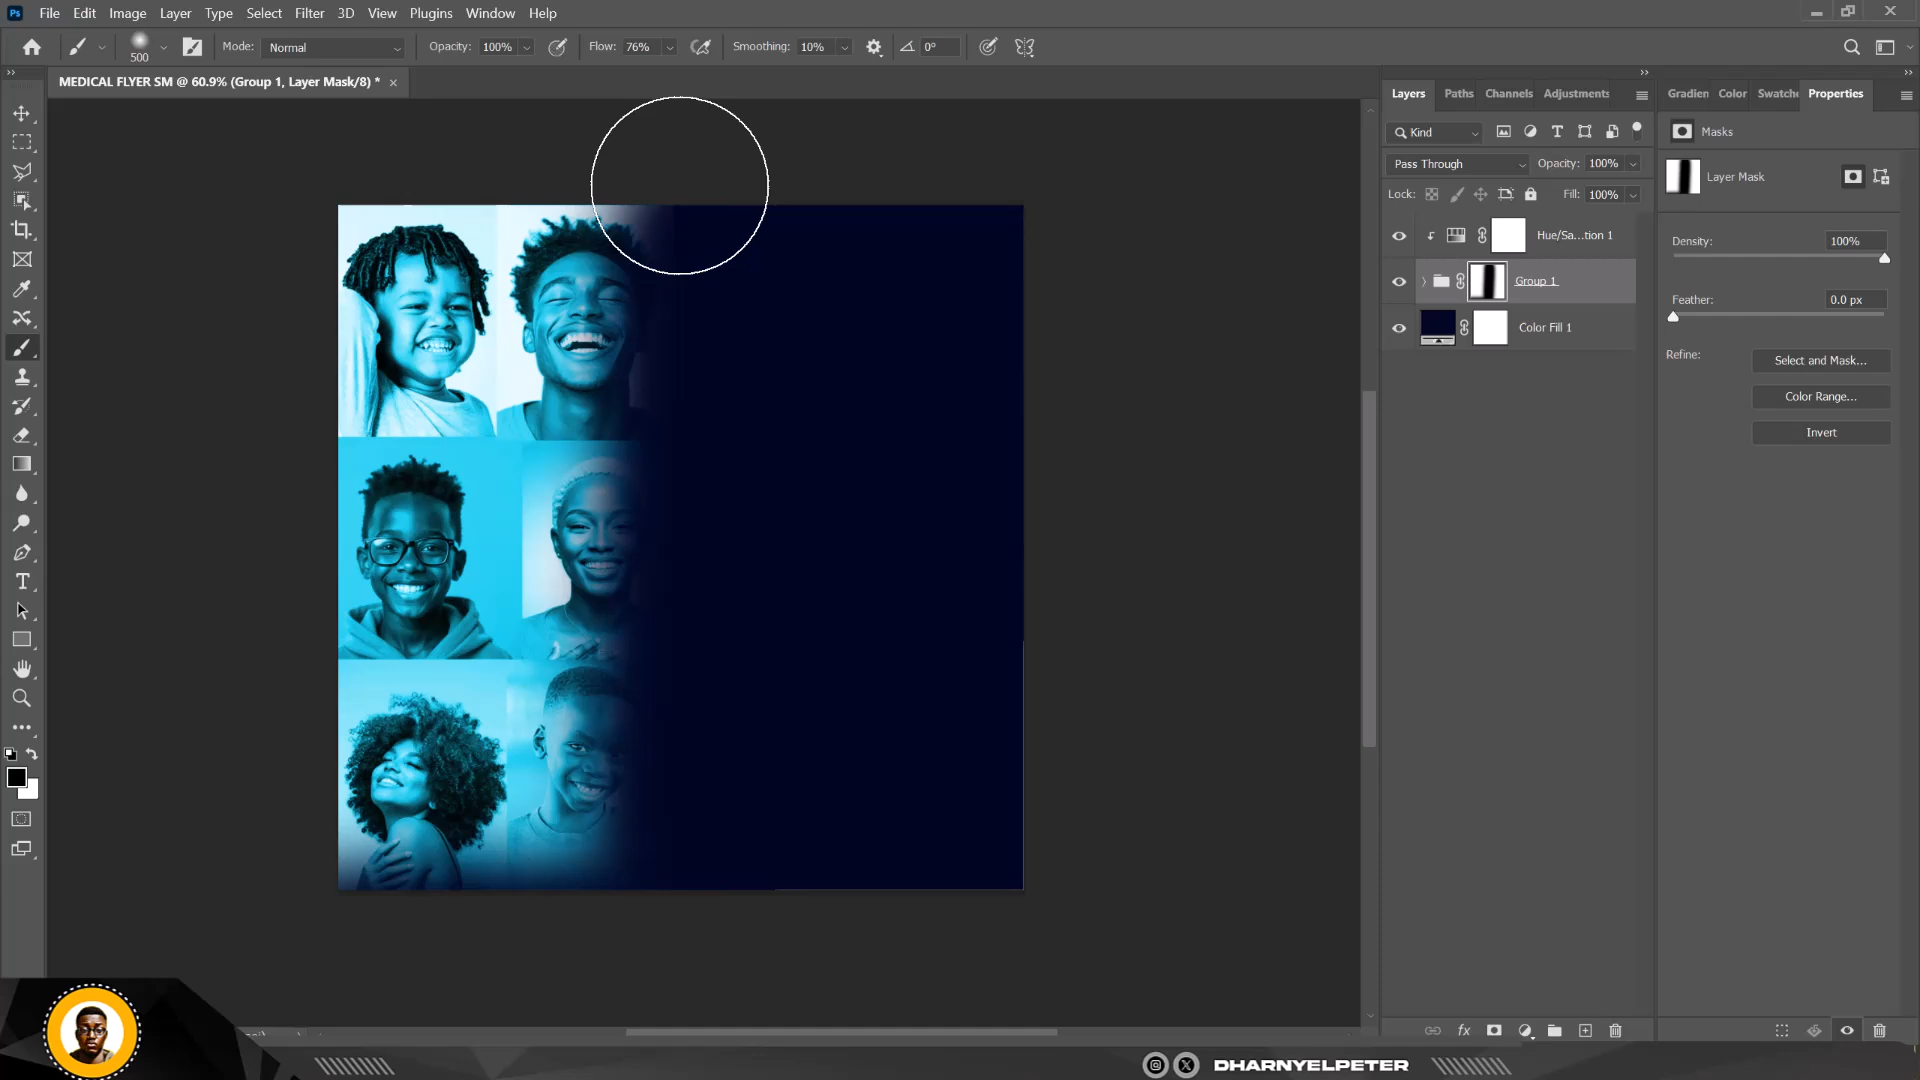 File Edit Image Layer Type Select Filter 3D View Plugins Window Help
500 Mode: Normal Opacity: 100% Flow: 76% Smoothing: 10% 0°
MEDICAL FLYER SM @ 60.9% (Group 1, Layer Mask/8) * ×
Layers Paths Channels Adjustments
Gradien Color Swatche Properties
Kind
Masks
Pass Through Opacity: 100%
Layer Mask
Lock: Fill: 100%
Hue/Sa...tion 1
Density: 100%
Group 1
Feather: 0.0 px
Color Fill 1
Refine: Select and Mask...
Color Range...
Invert
DHARNYELPETER